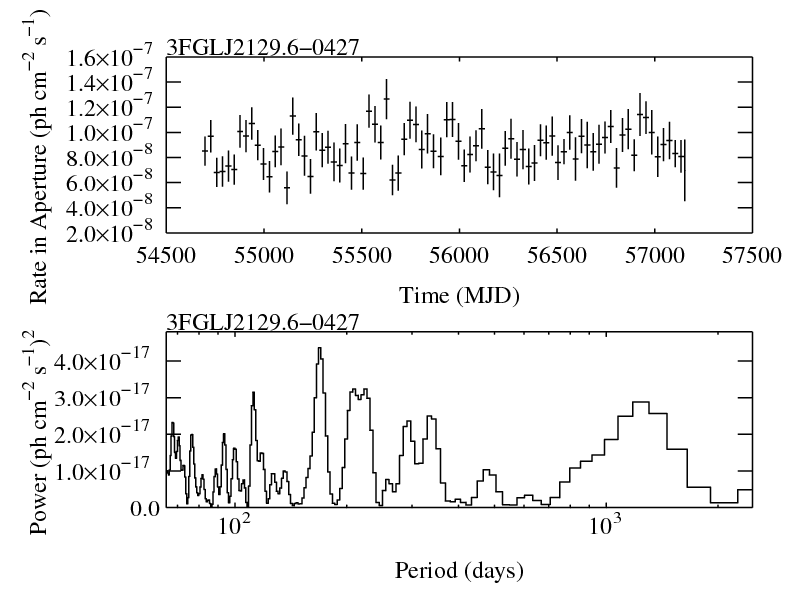 3FGLJ2129.6−0427
Rate in Aperture (ph cm⁻² s⁻¹)
1.6×10⁻⁷
1.4×10⁻⁷
1.2×10⁻⁷
1.0×10⁻⁷
8.0×10⁻⁸
6.0×10⁻⁸
4.0×10⁻⁸
2.0×10⁻⁸
54500 55000 55500 56000 56500 57000 57500
Time (MJD)
3FGLJ2129.6−0427
Power (ph cm⁻² s⁻¹)²
4.0×10⁻¹⁷
3.0×10⁻¹⁷
2.0×10⁻¹⁷
1.0×10⁻¹⁷
0.0
10² 10³
Period (days)